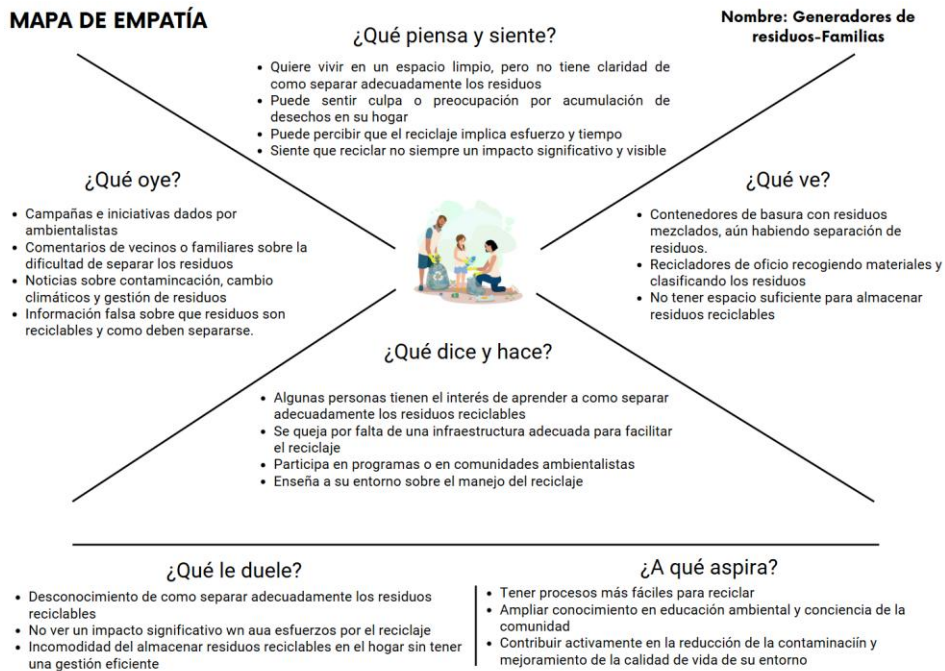 MAPA DE EMPATÍA
Nombre: Generadores de
residuos-Familias
¿Qué piensa y siente?
• Quiere vivir en un espacio limpio, pero no tiene claridad de
como separar adecuadamente los residuos
• Puede sentir culpa o preocupación por acumulación de
desechos en su hogar
• Puede percibir que el reciclaje implica esfuerzo y tiempo
• Siente que reciclar no siempre un impacto significativo y visible
¿Qué oye?
• Campañas e iniciativas dados por
ambientalistas
• Comentarios de vecinos o familiares sobre la
dificultad de separar los residuos
• Noticias sobre contamincación, cambio
climáticos y gestión de residuos
• Información falsa sobre que residuos son
reciclables y como deben separarse.
¿Qué ve?
• Contenedores de basura con residuos
mezclados, aún habiendo separación de
residuos.
• Recicladores de oficio recogiendo materiales y
clasificando los residuos
• No tener espacio suficiente para almacenar
residuos reciclables
¿Qué dice y hace?
• Algunas personas tienen el interés de aprender a como separar
adecuadamente los residuos reciclables
• Se queja por falta de una infraestructura adecuada para facilitar
el reciclaje
• Participa en programas o en comunidades ambientalistas
• Enseña a su entorno sobre el manejo del reciclaje
¿Qué le duele?
• Desconocimiento de como separar adecuadamente los residuos
reciclables
• No ver un impacto significativo wn aua esfuerzos por el reciclaje
• Incomodidad del almacenar residuos reciclables en el hogar sin tener
una gestión eficiente
¿A qué aspira?
• Tener procesos más fáciles para reciclar
• Ampliar conocimiento en educación ambiental y conciencia de la
comunidad
• Contribuir activamente en la reducción de la contaminaciín y
mejoramiento de la calidad de vida de su entorno